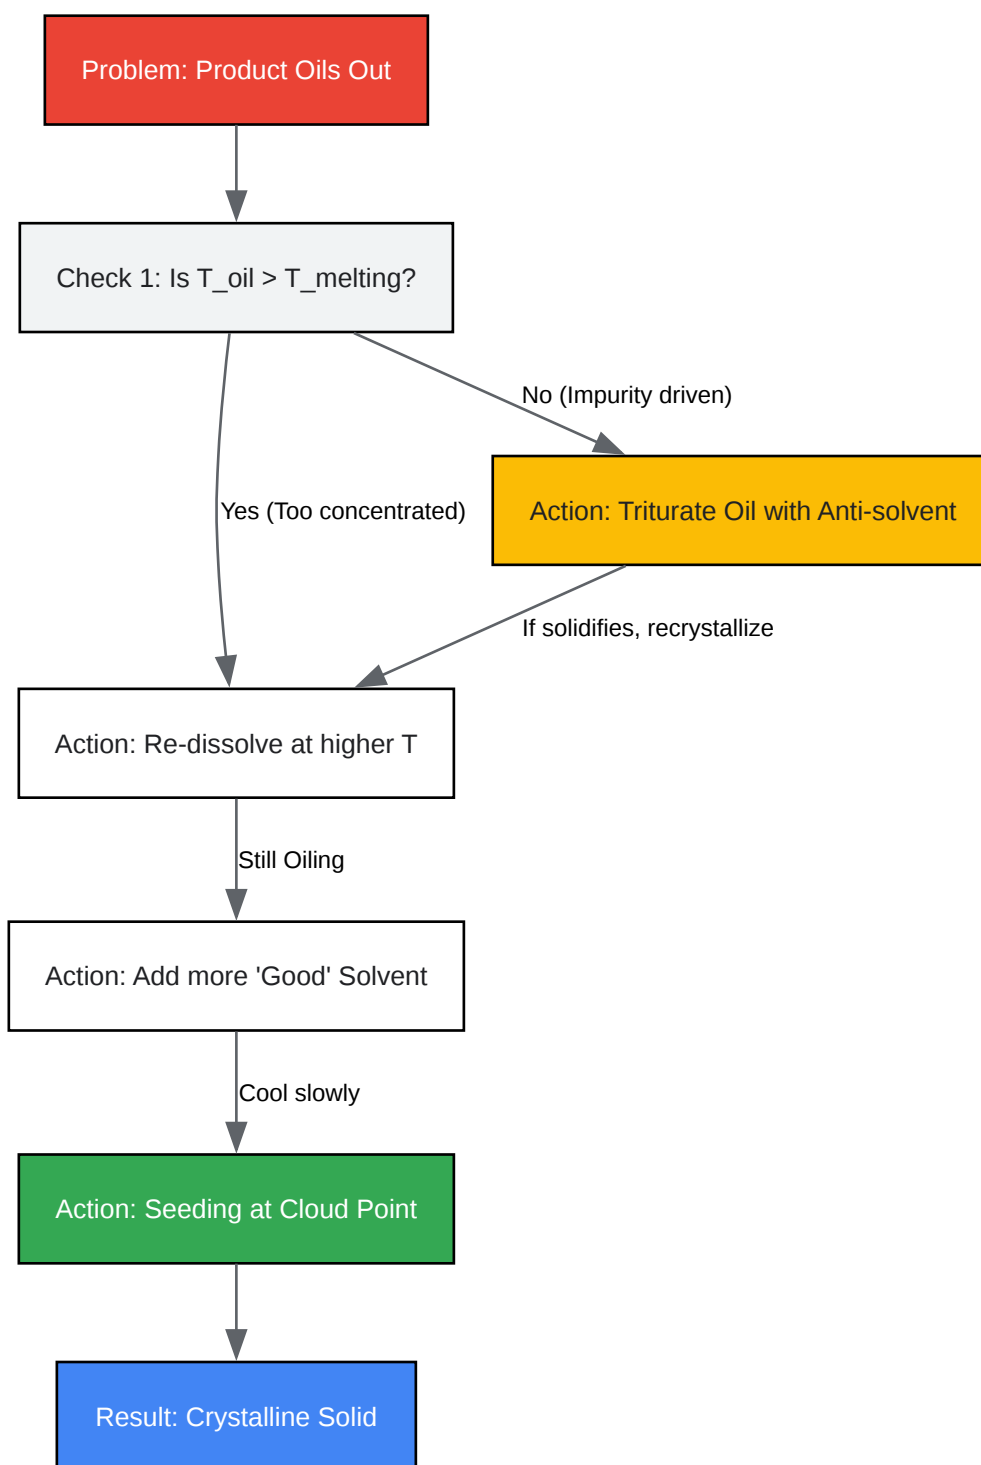 Problem: Product Oils Out
Check 1: Is T_oil > T_melting?
No (Impurity driven)
Yes (Too concentrated)
Action: Triturate Oil with Anti-solvent
If solidifies, recrystallize
Action: Re-dissolve at higher T
Still Oiling
Action: Add more 'Good' Solvent
Cool slowly
Action: Seeding at Cloud Point
Result: Crystalline Solid